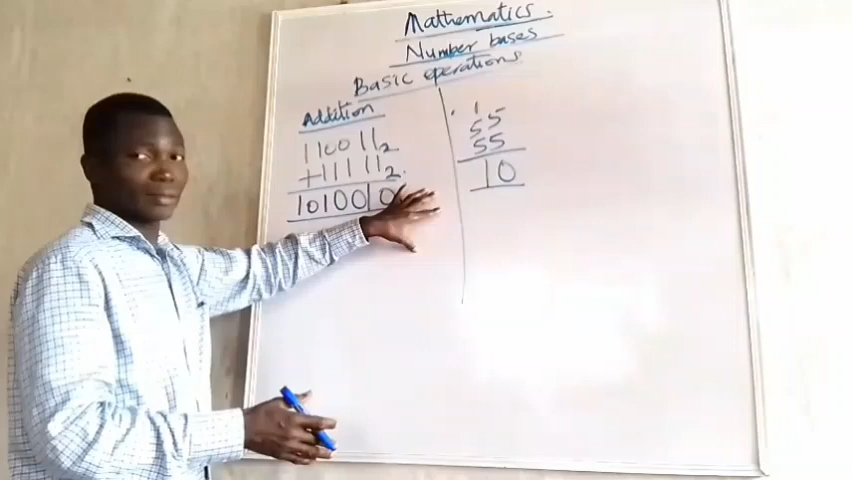 Mathematics.
Number bases
Basic operations.
Addition
110011₂
+11111₂.
1010010
1
55
55
10